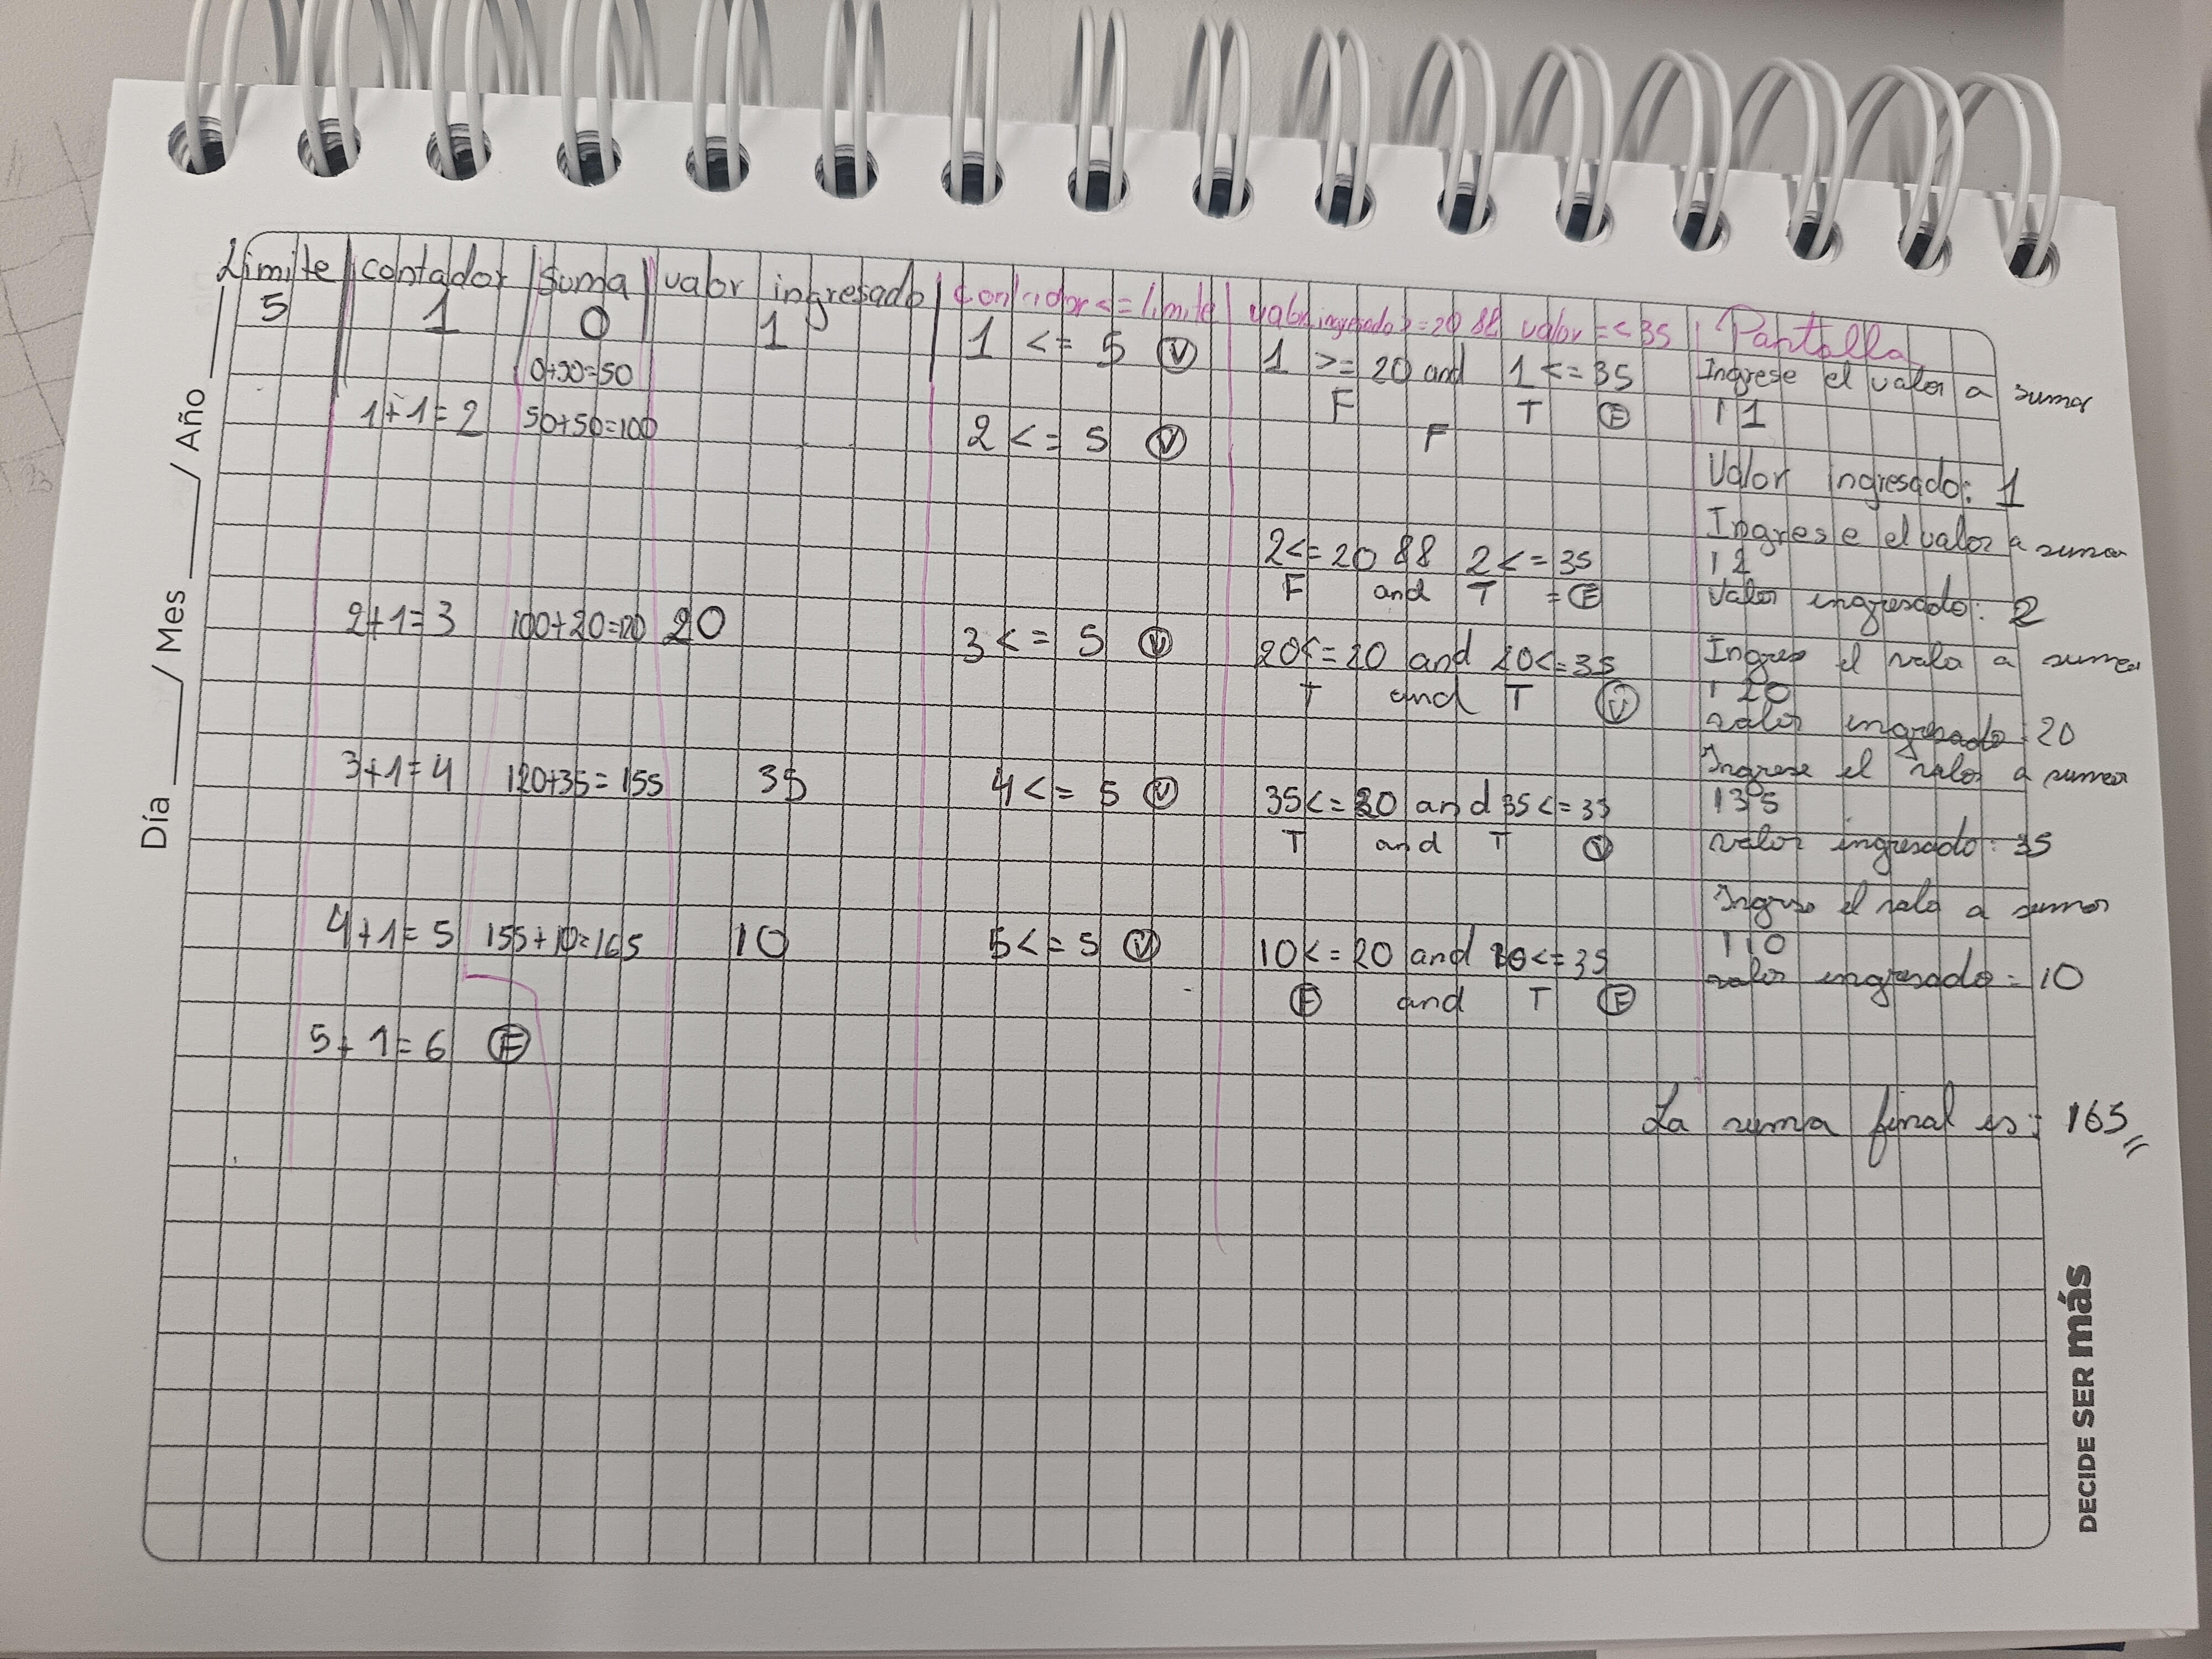 Limite contador Suma valor ingresado contador <= limite valor ingresado >= 20 && valor =< 35 Pantalla
5 1 0 1 1 <= 5 V 1 >= 20 and 1 <= 35 Ingrese el valor a sumar
0+50=50 F T F 1 1
1+1=2 50+50=100 2 <= 5 V F
Valor ingresado: 1
Ingrese el valor a sumar
2<=20 && 2<=35 1 2
F and T = F Valor ingresado: 2
2+1=3 100+20=120 20 3 <= 5 V 20<=20 and 20<=35 Ingrese el valor a sumar
T and T V 1 20
valor ingresado: 20
Ingrese el valor a sumar
3+1=4 120+35=155 35 4<=5 V 35<=20 and 35<=35 1 35
T and T V valor ingresado: 35
Ingrese el valor a sumar
4+1=5 155+10=165 10 5<=5 V 10<=20 and 10<=35 1 10
F and T F valor ingresado = 10
5+1=6 F
La suma final es: 165
Día / Mes / Año
DECIDE SER más